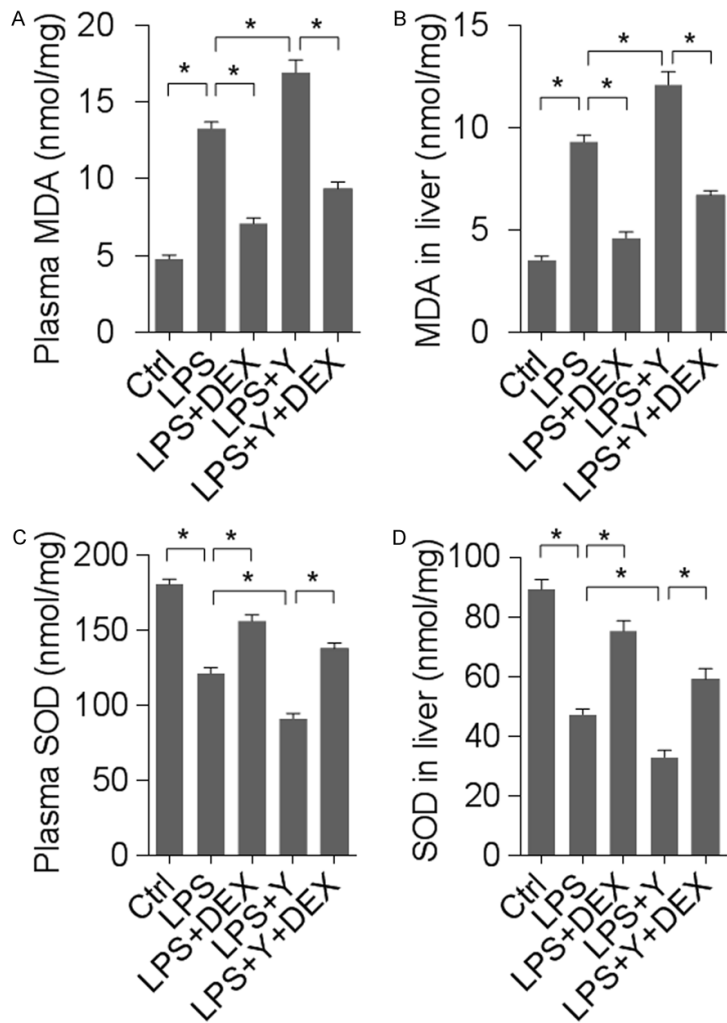 A
Plasma MDA (nmol/mg)
20
15
10
5
0
* * * *
Ctrl
LPS
LPS+DEX
LPS+Y
LPS+Y+DEX
B
MDA in liver (nmol/mg)
15
10
5
0
* * * *
Ctrl
LPS
LPS+DEX
LPS+Y
LPS+Y+DEX
C
Plasma SOD (nmol/mg)
200
150
100
50
0
* * * *
Ctrl
LPS
LPS+DEX
LPS+Y
LPS+Y+DEX
D
SOD in liver (nmol/mg)
100
80
60
40
20
0
* * * *
Ctrl
LPS
LPS+DEX
LPS+Y
LPS+Y+DEX